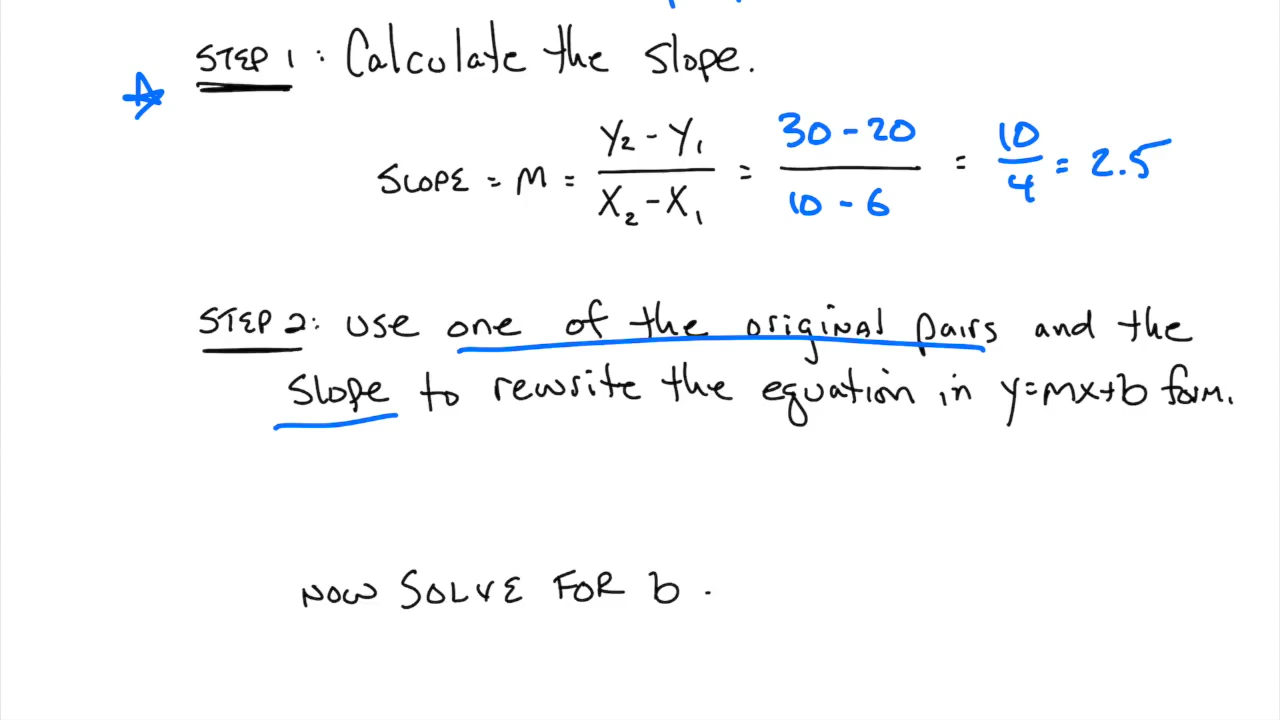 STEP 1: Calculate the slope.
SLOPE = M = Y2 - Y1 / X2 - X1 = 30 - 20 / 10 - 6 = 10 / 4 = 2.5
STEP 2: Use one of the original pairs and the
slope to rewrite the equation in y=mx+b form.
NOW SOLVE FOR b.